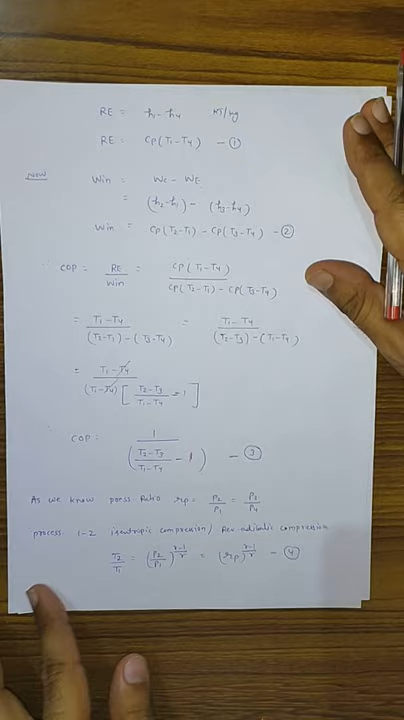 RE = h1 - h4 KJ/kg
RE = Cp(T1-T4) - ①
Now Win = Wc - WE
= (h2-h1) - (h3-h4)
Win = Cp(T2-T1) - Cp(T3-T4) - ②
∴ COP = RE/Win = Cp(T1-T4) / Cp(T2-T1) - Cp(T3-T4)
= T1-T4 / (T2-T1) - (T3-T4) = T1-T4 / (T2-T3) - (T1-T4)
= T1-T4 / (T1-T4) [T2-T3/T1-T4 - 1]
∴ COP = 1 / (T2-T3/T1-T4 - 1) - ③
As we know press. Ratio rp = P2/P1 = P3/P4
process 1-2 isentropic compression / Rev. adibatic compression
T2/T1 = (P2/P1)^r-1/r = (rp)^r-1/r - ④